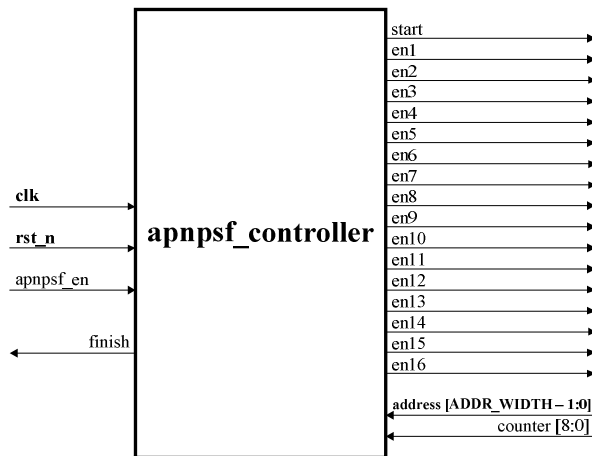 start
en1
en2
en3
en4
en5
en6
en7
en8
en9
en10
en11
en12
en13
en14
en15
en16
clk
rst_n
apnpsf_en
finish
apnpsf_controller
address [ADDR_WIDTH – 1:0]
counter [8:0]